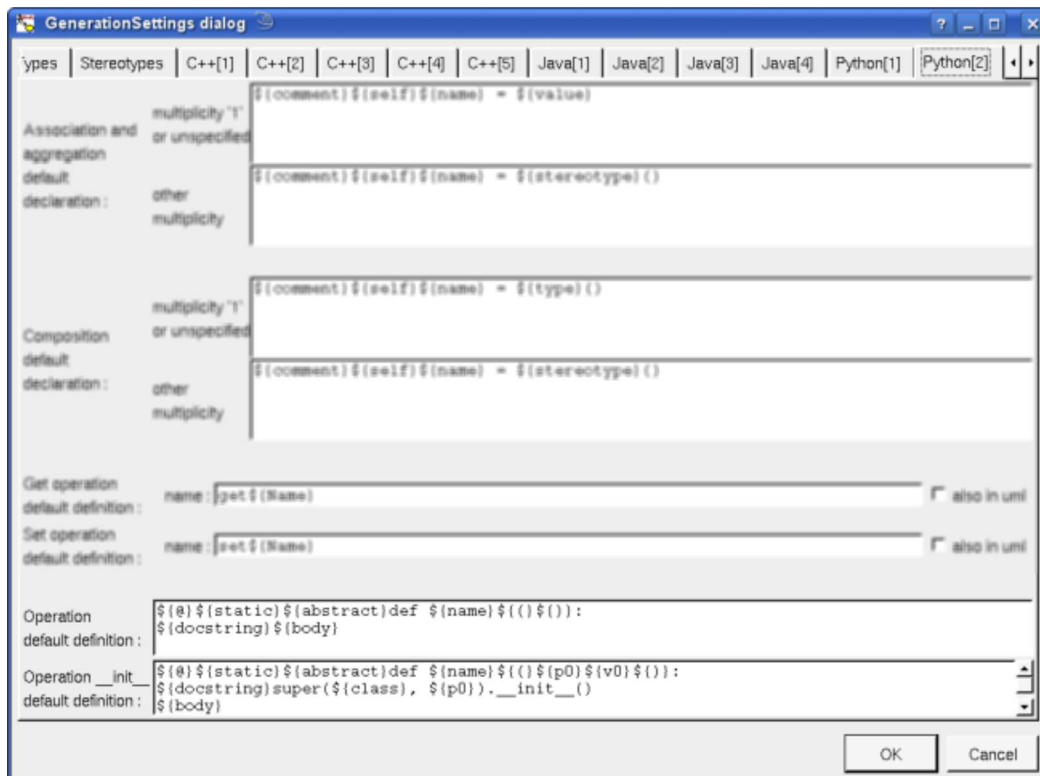 GenerationSettings dialog
ypes Stereotypes C++[1] C++[2] C++[3] C++[4] C++[5] Java[1] Java[2] Java[3] Java[4] Python[1] Python[2]
Association and
aggregation
default
declaration :
multiplicity '1'
or unspecified
${comment}${self}${name} = ${value}
other
multiplicity
${comment}${self}${name} = ${stereotype}()
Composition
default
declaration :
multiplicity '1'
or unspecified
${comment}${self}${name} = ${type}()
other
multiplicity
${comment}${self}${name} = ${stereotype}()
Get operation
default definition :
name : get${Name}
also in uml
Set operation
default definition :
name : set${Name}
also in uml
Operation
default definition :
${@}${static}${abstract}def ${name}${(}${)}:
${docstring}${body}
Operation __init__
default definition :
${@}${static}${abstract}def ${name}${(}${p0}${v0}${)}:
${docstring}super(${class}, ${p0}).__init__()
${body}
OK Cancel